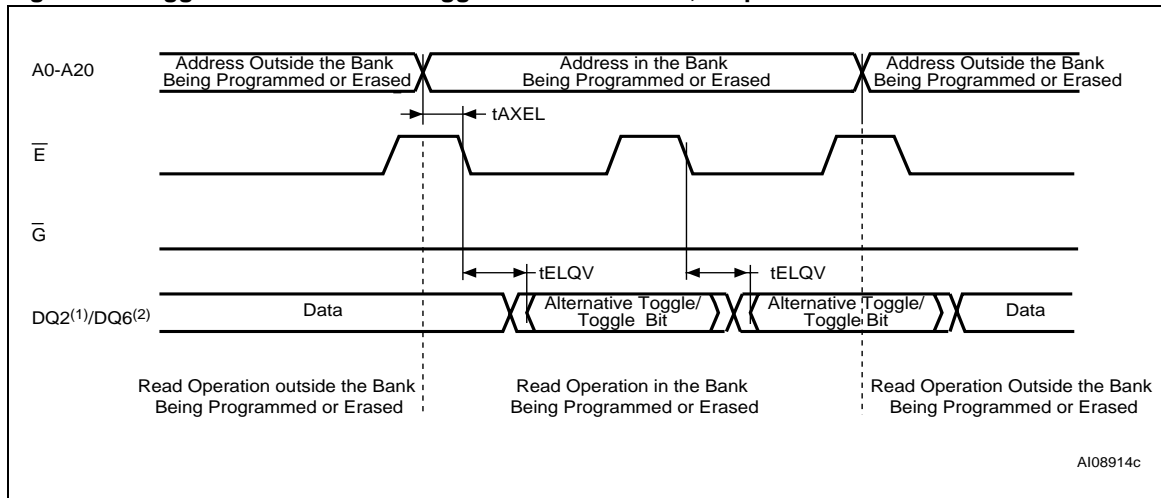 A0-A20
Address Outside the Bank
Being Programmed or Erased
Address in the Bank
Being Programmed or Erased
Address Outside the Bank
Being Programmed or Erased
tAXEL
E
G
tELQV
tELQV
DQ2(1)/DQ6(2)
Data
Alternative Toggle/
Toggle Bit
Alternative Toggle/
Toggle Bit
Data
Read Operation outside the Bank
Being Programmed or Erased
Read Operation in the Bank
Being Programmed or Erased
Read Operation Outside the Bank
Being Programmed or Erased
AI08914c